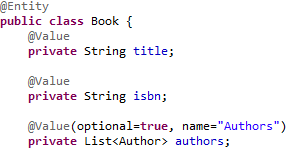 @Entity
public class Book {
@Value
private String title;
@Value
private String isbn;
@Value(optional=true, name="Authors")
private List<Author> authors;